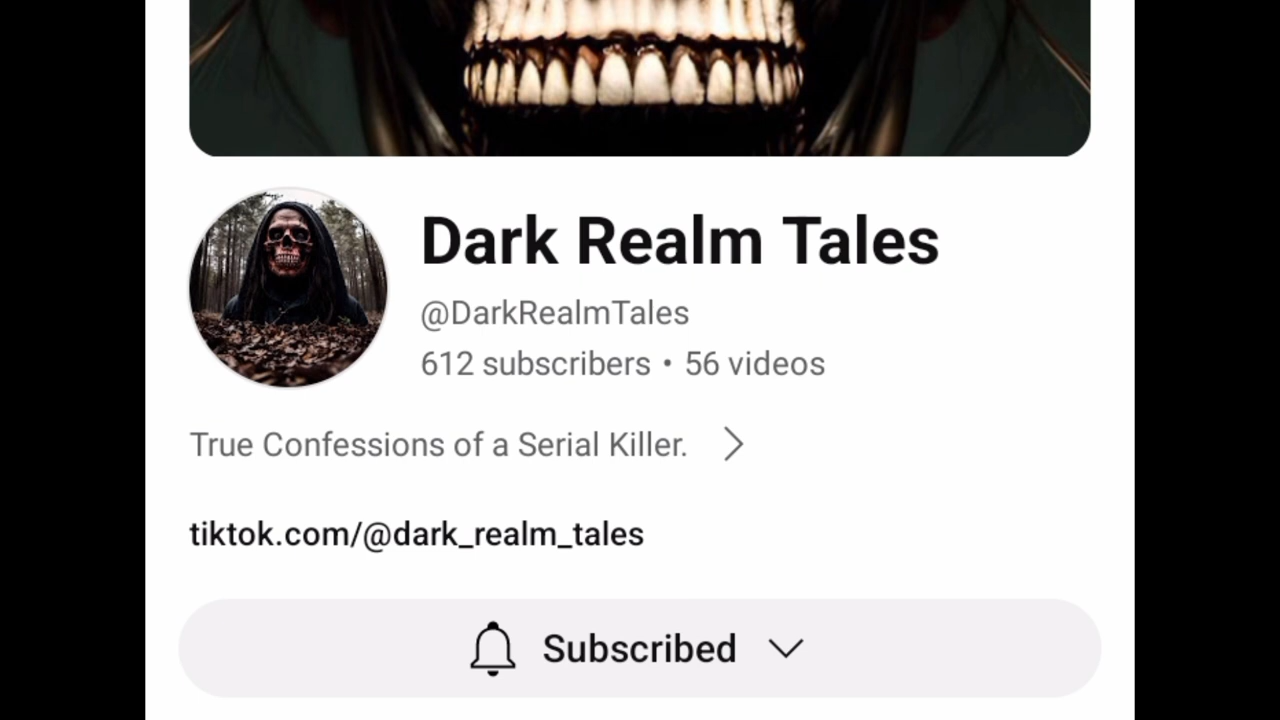 Dark Realm Tales
@DarkRealmTales
612 subscribers • 56 videos
True Confessions of a Serial Killer.
tiktok.com/@dark_realm_tales
Subscribed